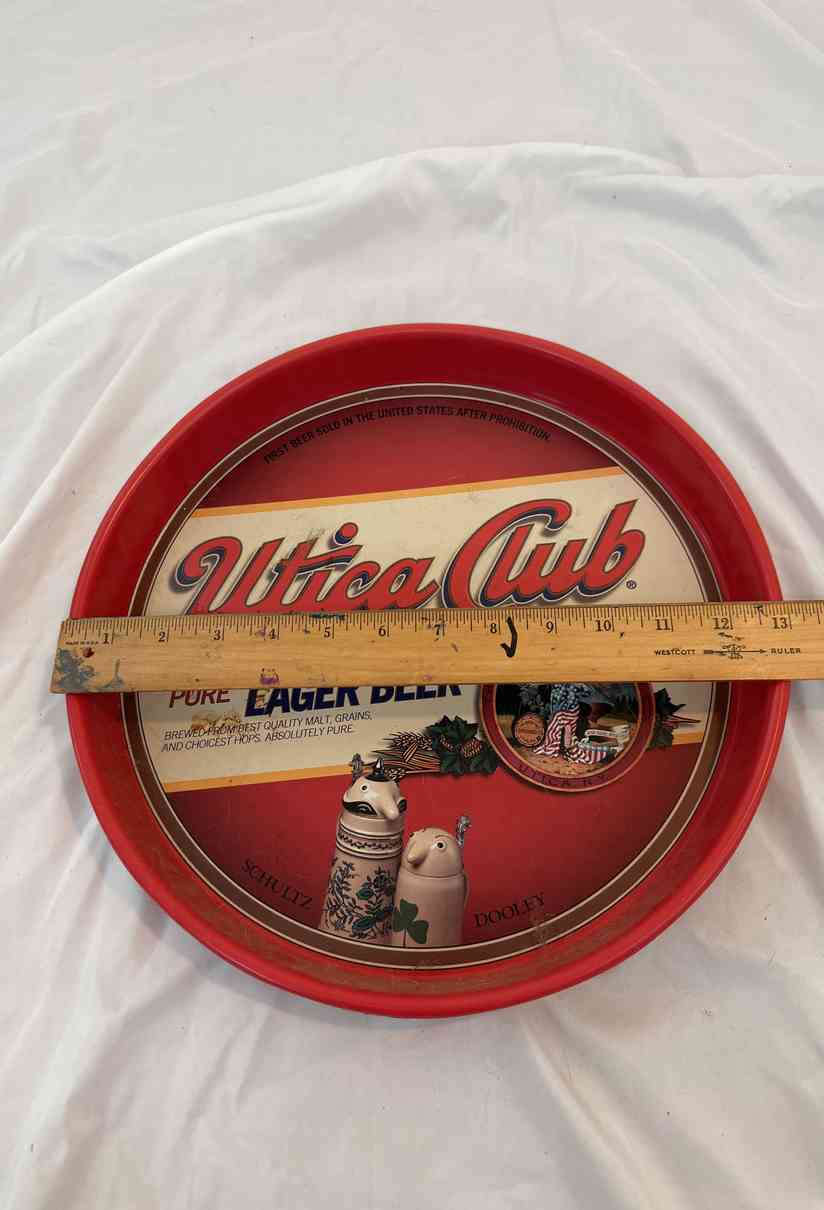 FIRST BEER SOLD IN THE UNITED STATES AFTER PROHIBITION.
Utica Club®
1 2 3 4 5 6 7 8 9 10 11 12 13
MADE IN U.S.A.
WESTCOTT RULER
PURE LAGER BEER
BREWED FROM BEST QUALITY MALT, GRAINS,
AND CHOICEST HOPS. ABSOLUTELY PURE.
UTICA N.Y.
SCHULTZ
DOOLEY